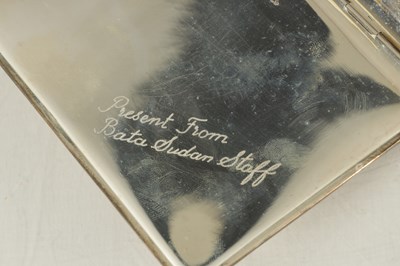 Present From
Bata Sudan Staff